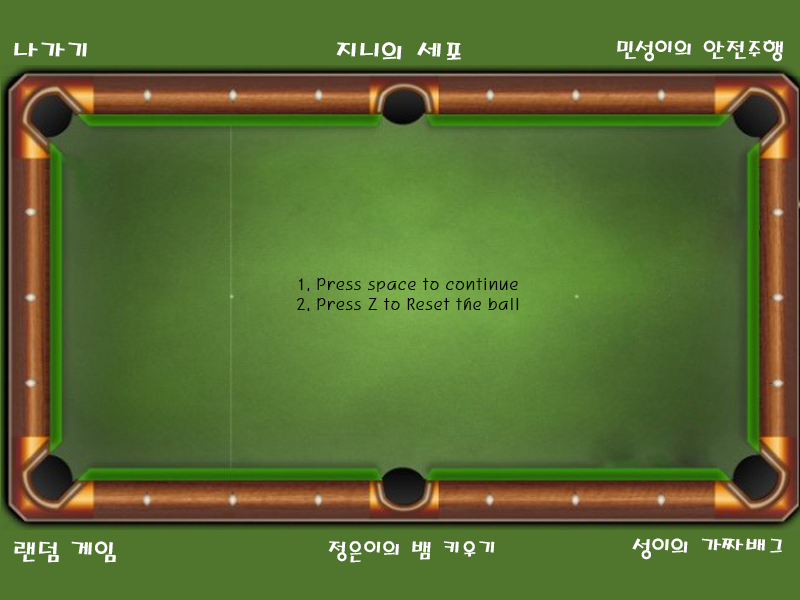 나가기
지니의 세포
민성이의 안전주행
1. Press space to continue
2. Press Z to Reset the ball
랜덤 게임
정은이의 뱀 키우기
성이의 가짜배그